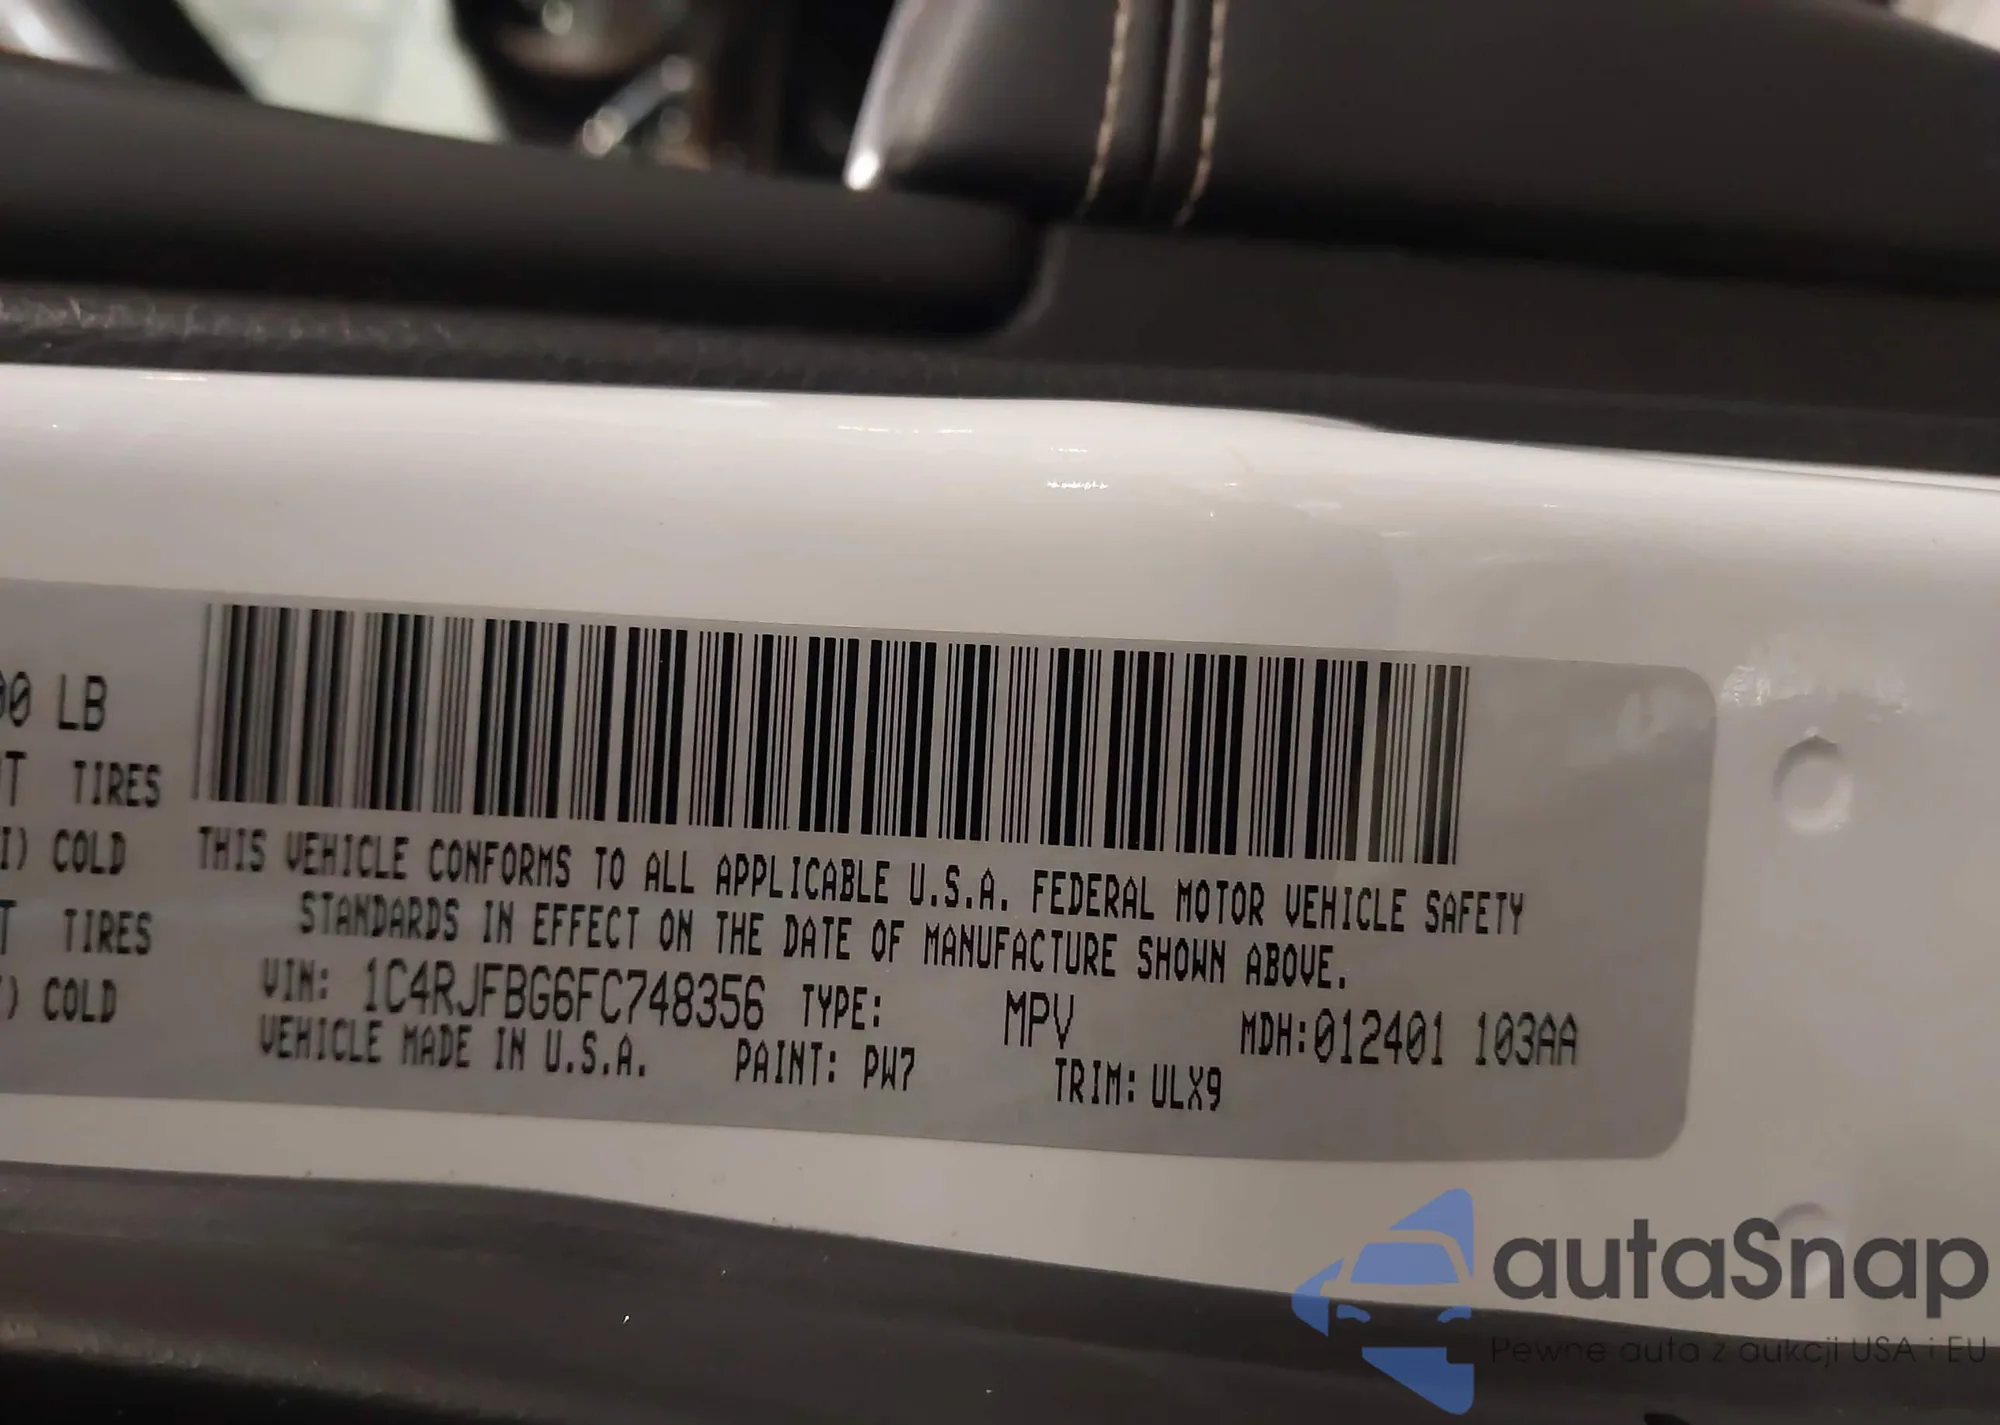 00 LB
T TIRES
I) COLD
T TIRES
) COLD
THIS VEHICLE CONFORMS TO ALL APPLICABLE U.S.A. FEDERAL MOTOR VEHICLE SAFETY
STANDARDS IN EFFECT ON THE DATE OF MANUFACTURE SHOWN ABOVE.
VIN: 1C4RJFBG6FC748356 TYPE: MPV MDH:012401 103AA
VEHICLE MADE IN U.S.A. PAINT: PW7 TRIM: ULX9
autaSnap
Pewne auta z aukcji USA i EU